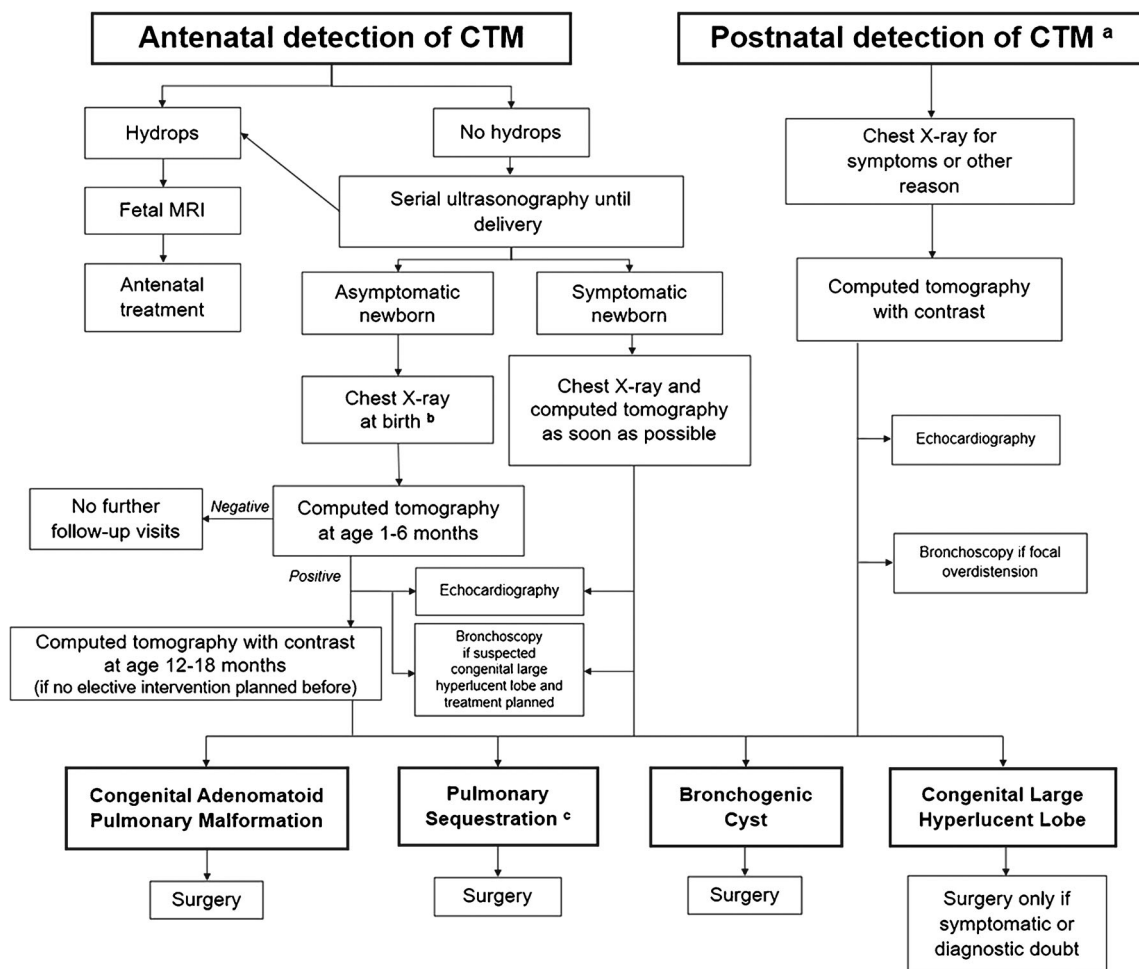 Antenatal detection of CTM
Postnatal detection of CTM a
Hydrops
No hydrops
Chest X-ray for
symptoms or other
reason
Fetal MRI
Serial ultrasonography until
delivery
Antenatal
treatment
Asymptomatic
newborn
Symptomatic
newborn
Computed tomography
with contrast
Chest X-ray
at birth b
Chest X-ray and
computed tomography
as soon as possible
Echocardiography
No further
follow-up visits
Negative
Computed tomography
at age 1-6 months
Bronchoscopy if focal
overdistension
Positive
Echocardiography
Computed tomography with contrast
at age 12-18 months
(if no elective intervention planned before)
Bronchoscopy
if suspected
congenital large
hyperlucent lobe and
treatment planned
Congenital Adenomatoid
Pulmonary Malformation
Pulmonary
Sequestration c
Bronchogenic
Cyst
Congenital Large
Hyperlucent Lobe
Surgery
Surgery
Surgery
Surgery only if
symptomatic or
diagnostic doubt